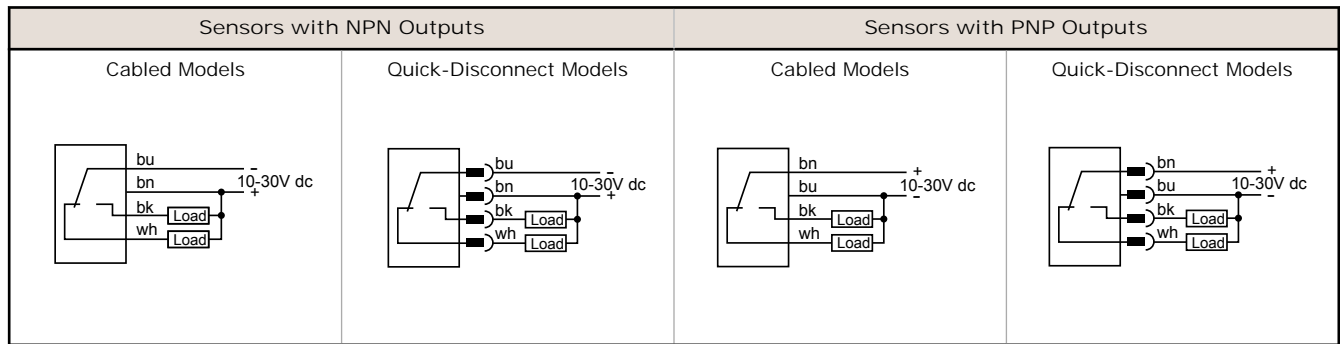 Sensors with NPN Outputs
Sensors with PNP Outputs
Cabled Models
Quick-Disconnect Models
Cabled Models
Quick-Disconnect Models
bu
–
bn
10-30V dc
+
bk
Load
wh
Load
bu
–
bn
10-30V dc
+
bk
Load
wh
Load
bn
+
bu
10-30V dc
–
bk
Load
wh
Load
bn
+
bu
10-30V dc
–
bk
Load
wh
Load